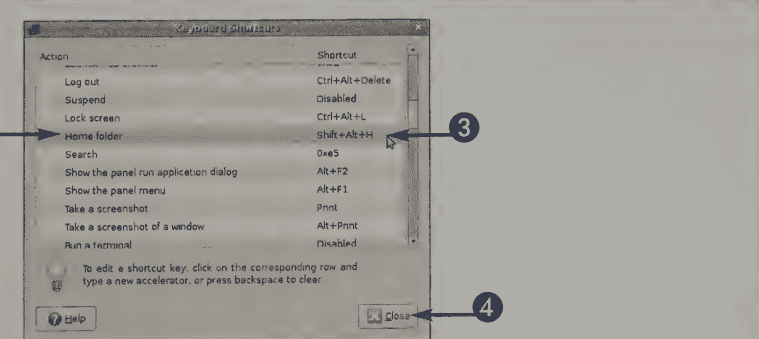 Keyboard Shortcuts
Action Shortcut
Log out Ctrl+Alt+Delete
Suspend Disabled
Lock screen Ctrl+Alt+L
Home folder Shift+Alt+H
3
Search 0xe5
Show the panel run application dialog Alt+F2
Show the panel menu Alt+F1
Take a screenshot Print
Take a screenshot of a window Alt+Print
Run a terminal Disabled
To edit a shortcut key, click on the corresponding row and
type a new accelerator, or press backspace to clear.
Help Close
4